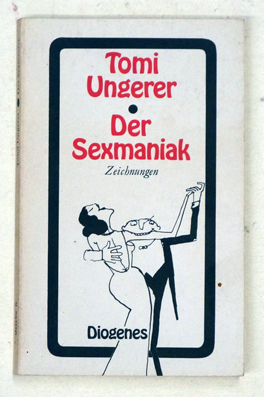 Tomi
Ungerer
Der
Sexmaniak
Zeichnungen
Diogenes